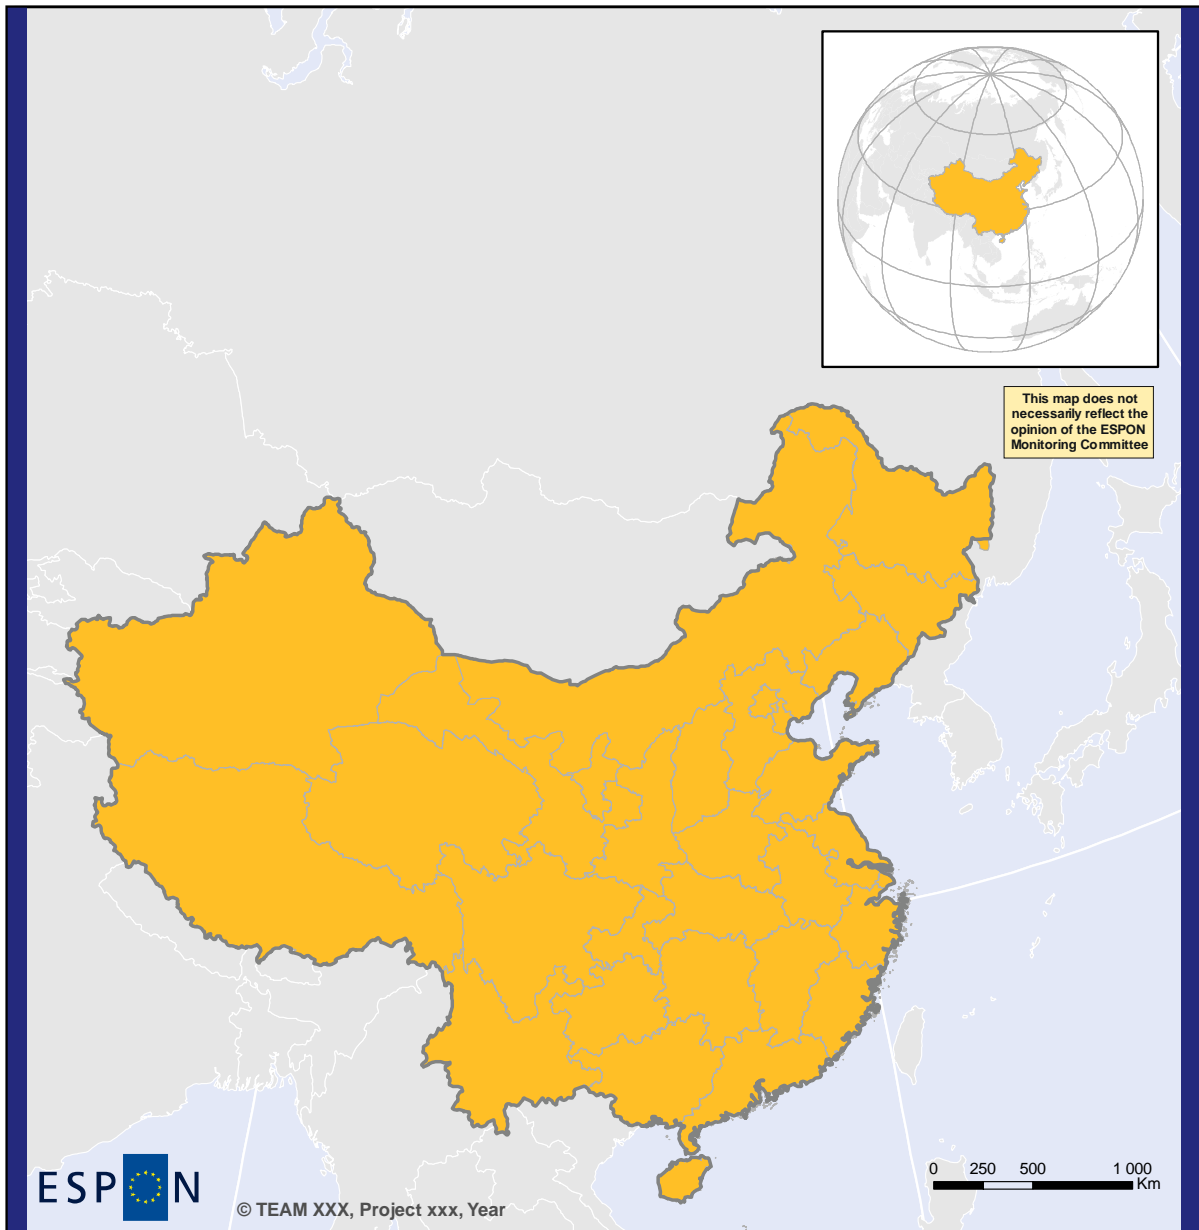 This map does not
necessarily reflect the
opinion of the ESPON
Monitoring Committee
0 250 500 1 000
Km
ESPON
© TEAM XXX, Project xxx, Year